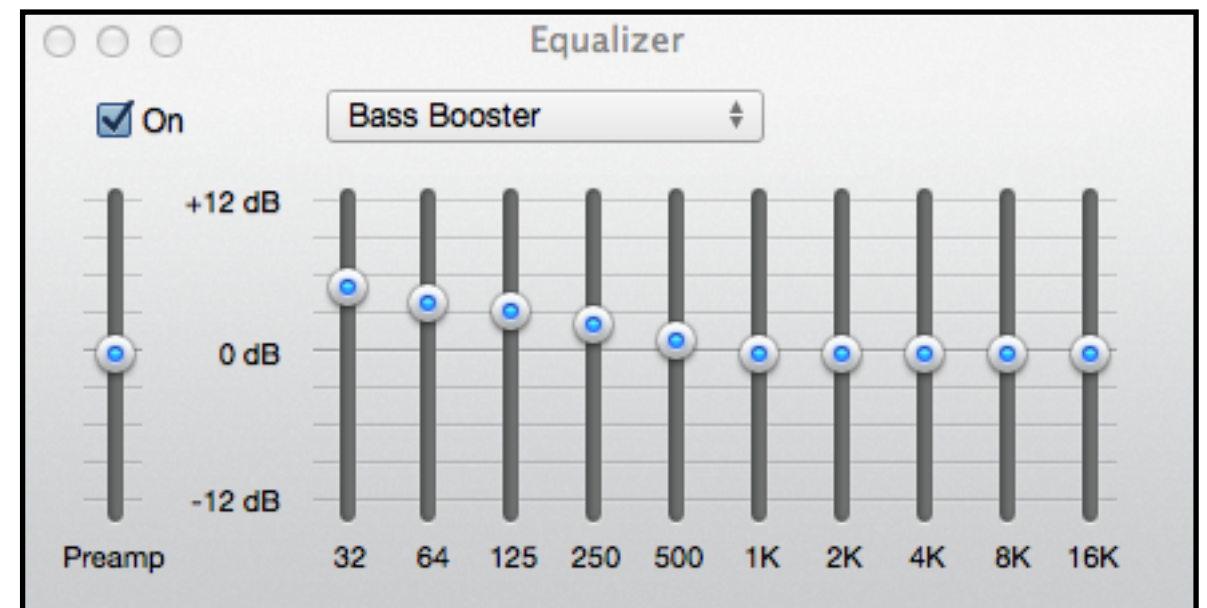 Equalizer
On Bass Booster
+12 dB
0 dB
-12 dB
Preamp 32 64 125 250 500 1K 2K 4K 8K 16K